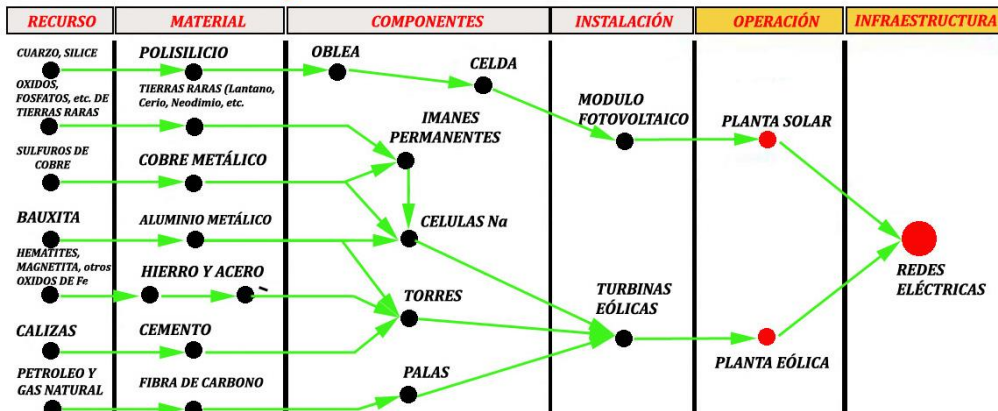 RECURSO
MATERIAL
COMPONENTES
INSTALACIÓN
OPERACIÓN
INFRAESTRUCTURA
CUARZO, SILICE
OXIDOS,
FOSFATOS, etc. DE
TIERRAS RARAS
SULFUROS DE
COBRE
BAUXITA
HEMATITES,
MAGNETITA, otros
OXIDOS DE Fe
CALIZAS
PETROLEO Y
GAS NATURAL
POLISILICIO
TIERRAS RARAS (Lantano,
Cerio, Neodimio, etc.
COBRE METÁLICO
ALUMINIO METÁLICO
HIERRO Y ACERO
CEMENTO
FIBRA DE CARBONO
OBLEA
CELDA
IMANES
PERMANENTES
CELULAS Na
TORRES
PALAS
MODULO
FOTOVOLTAICO
TURBINAS
EÓLICAS
PLANTA SOLAR
PLANTA EÓLICA
REDES
ELÉCTRICAS